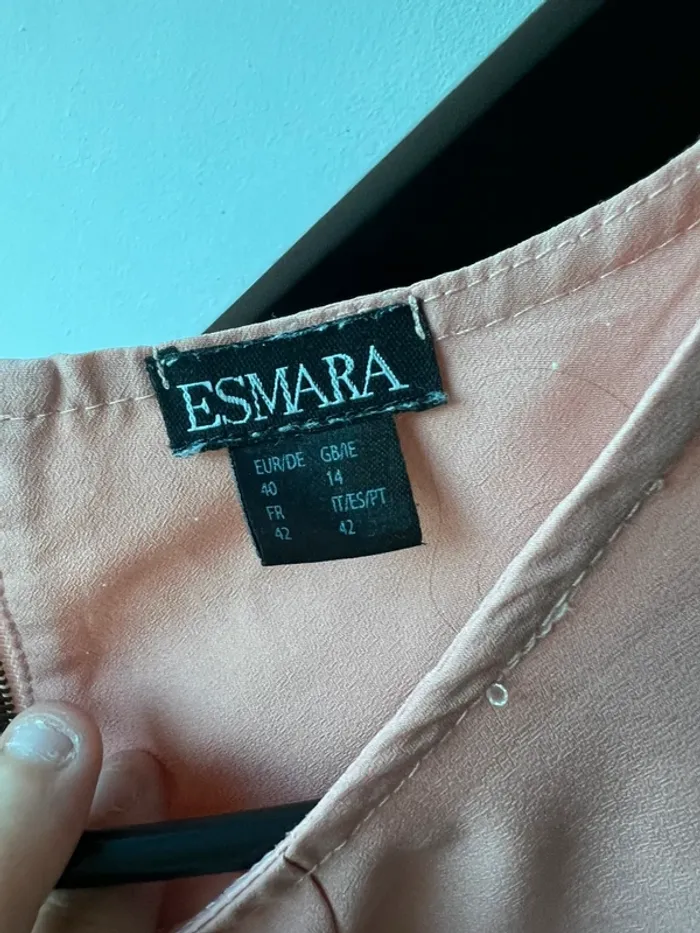 ESMARA
EUR/DE GB/IE
40 14
FR IT/ES/PT
42 42